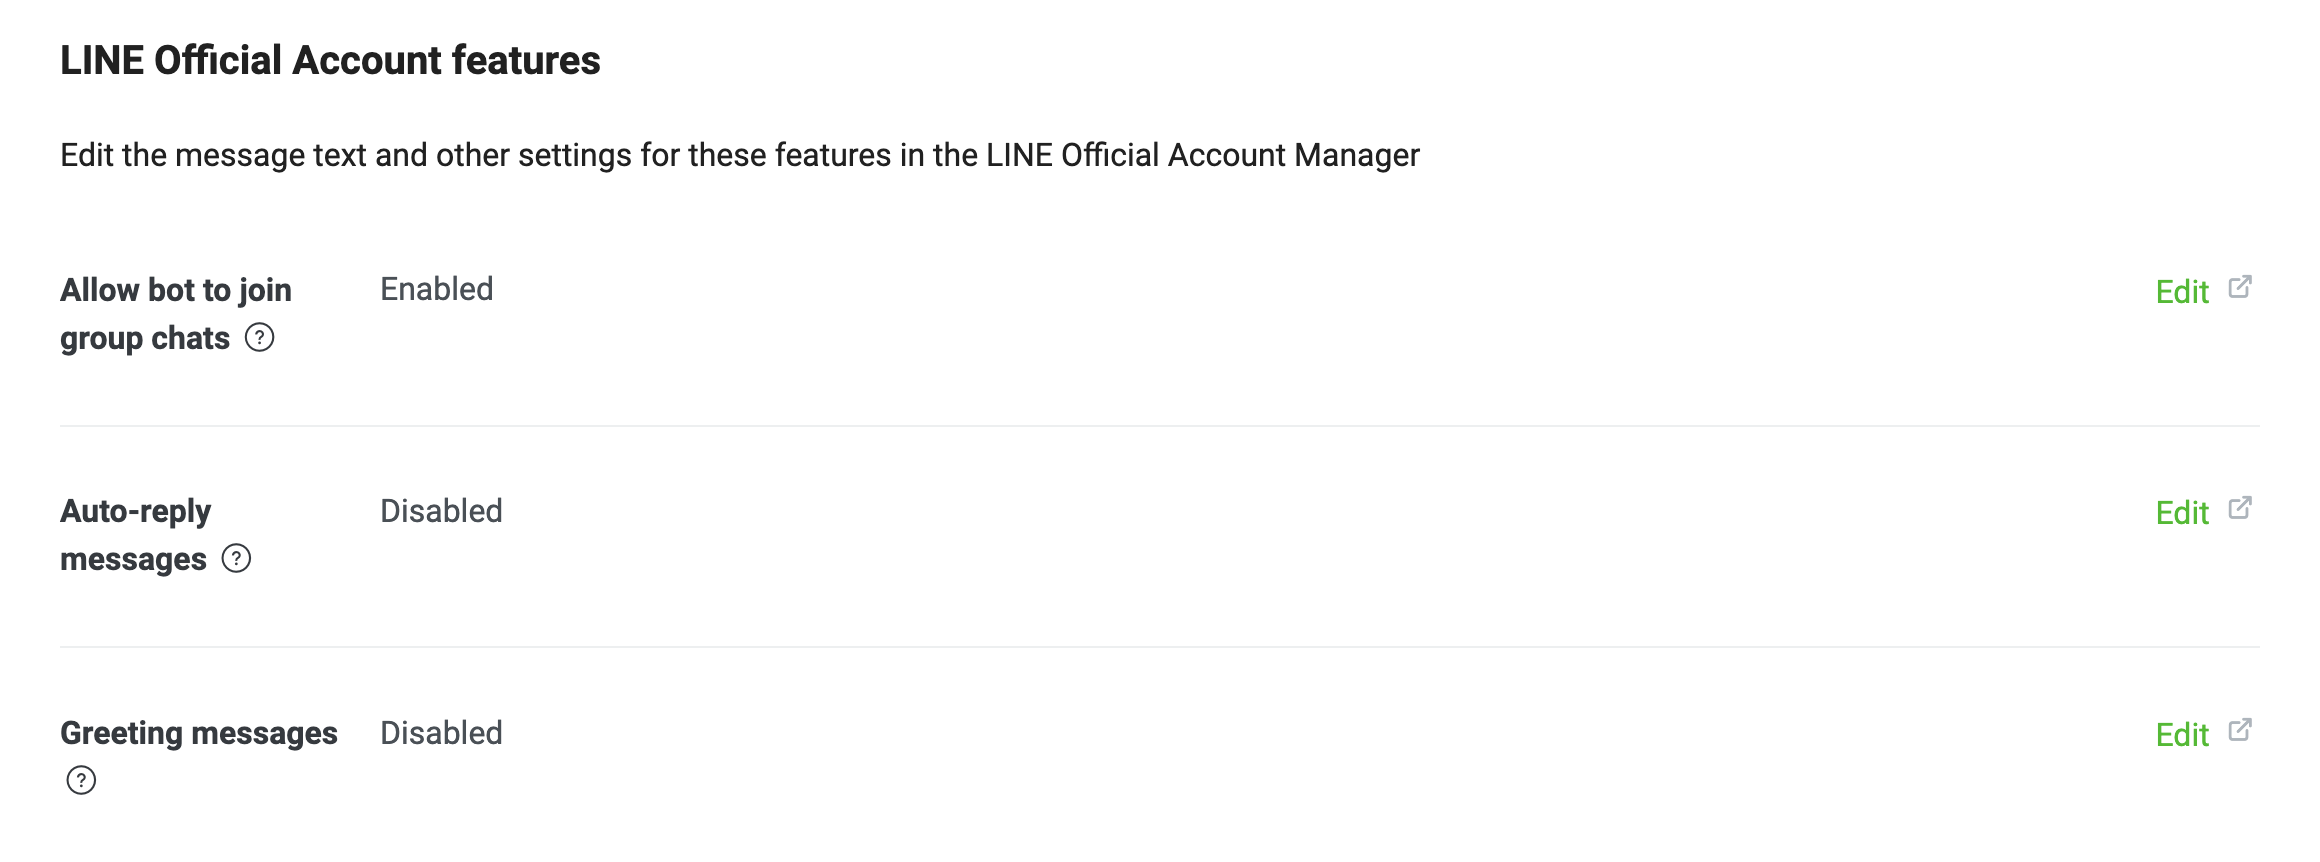 LINE Official Account features
Edit the message text and other settings for these features in the LINE Official Account Manager
Allow bot to join
group chats ?
Enabled
Edit
Auto-reply
messages ?
Disabled
Edit
Greeting messages
?
Disabled
Edit